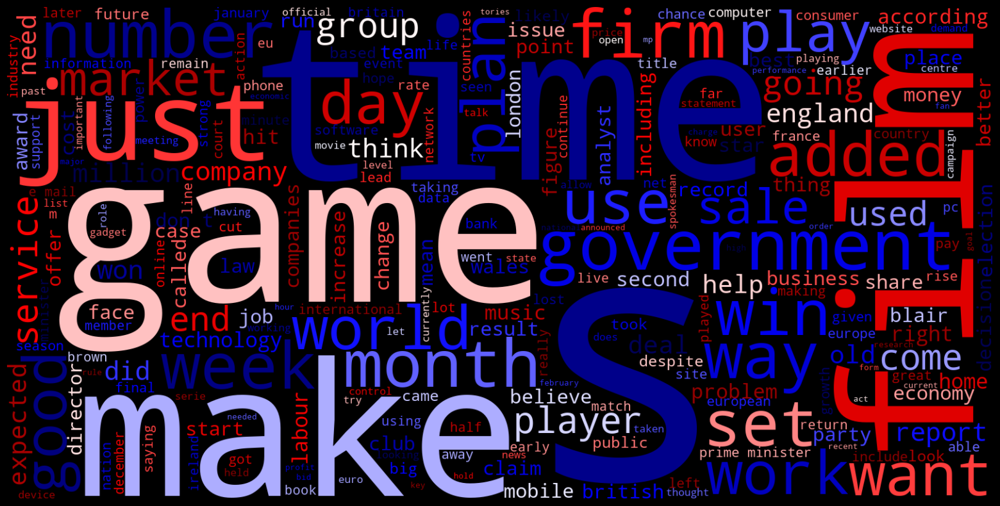 later
future
january
official
britain
tories
likely
chance
computer
consumer
according
need
number
run
group
countries
plan
issue
firm
price
open
mp
play
website
demand
industry
eu
based
team
life
point
best
playing
place
information
remain
action
event
hope
title
earlier
centre
performance
past
market
phone
rate
seen
london
going
money
better
just
time
day
economic
far
statement
fan
important
following
power
strong
court
minute
software
network
talk
continue
including
charge
england
cost
award
support
meeting
hit
movie
think
tv
analyst
know
user
star
france
country
campaign
film
major
million
company
level
lead
figure
allow
net
spokesman
added
thing
e mail
list
m
role
line
having
taking
data
use
record
sale
used
pc
decision
election
service
gadget
don t
case
cut
companies
increase
change
bank
national
announced
order
high
goal
game
government
offer
won
called
online
law
went
state
wales
mean
pay
live
second
help
business
share
rise
minister
face
member
end
job
hour
international
working
lot
currently
let
music
lost
result
really
took
does
played
making
win
given
europe
blair
right
season
technology
world
deal
brown
rule
did
week
month
despite
way
old
come
research
good
final
serie
february
site
form
great
current
home
expected
director
make
control
try
came
believe
match
s
problem
european
growth
act
economy
nation
december
saying
start
needed
labour
using
half
player
taken
set
return
party
report
ireland
got
held
club
looking
away
early
public
prime minister
recent
able
device
profit
bid
big
news
claim
include
look
book
euro
key
hold
mobile
british
left
thought
work
want